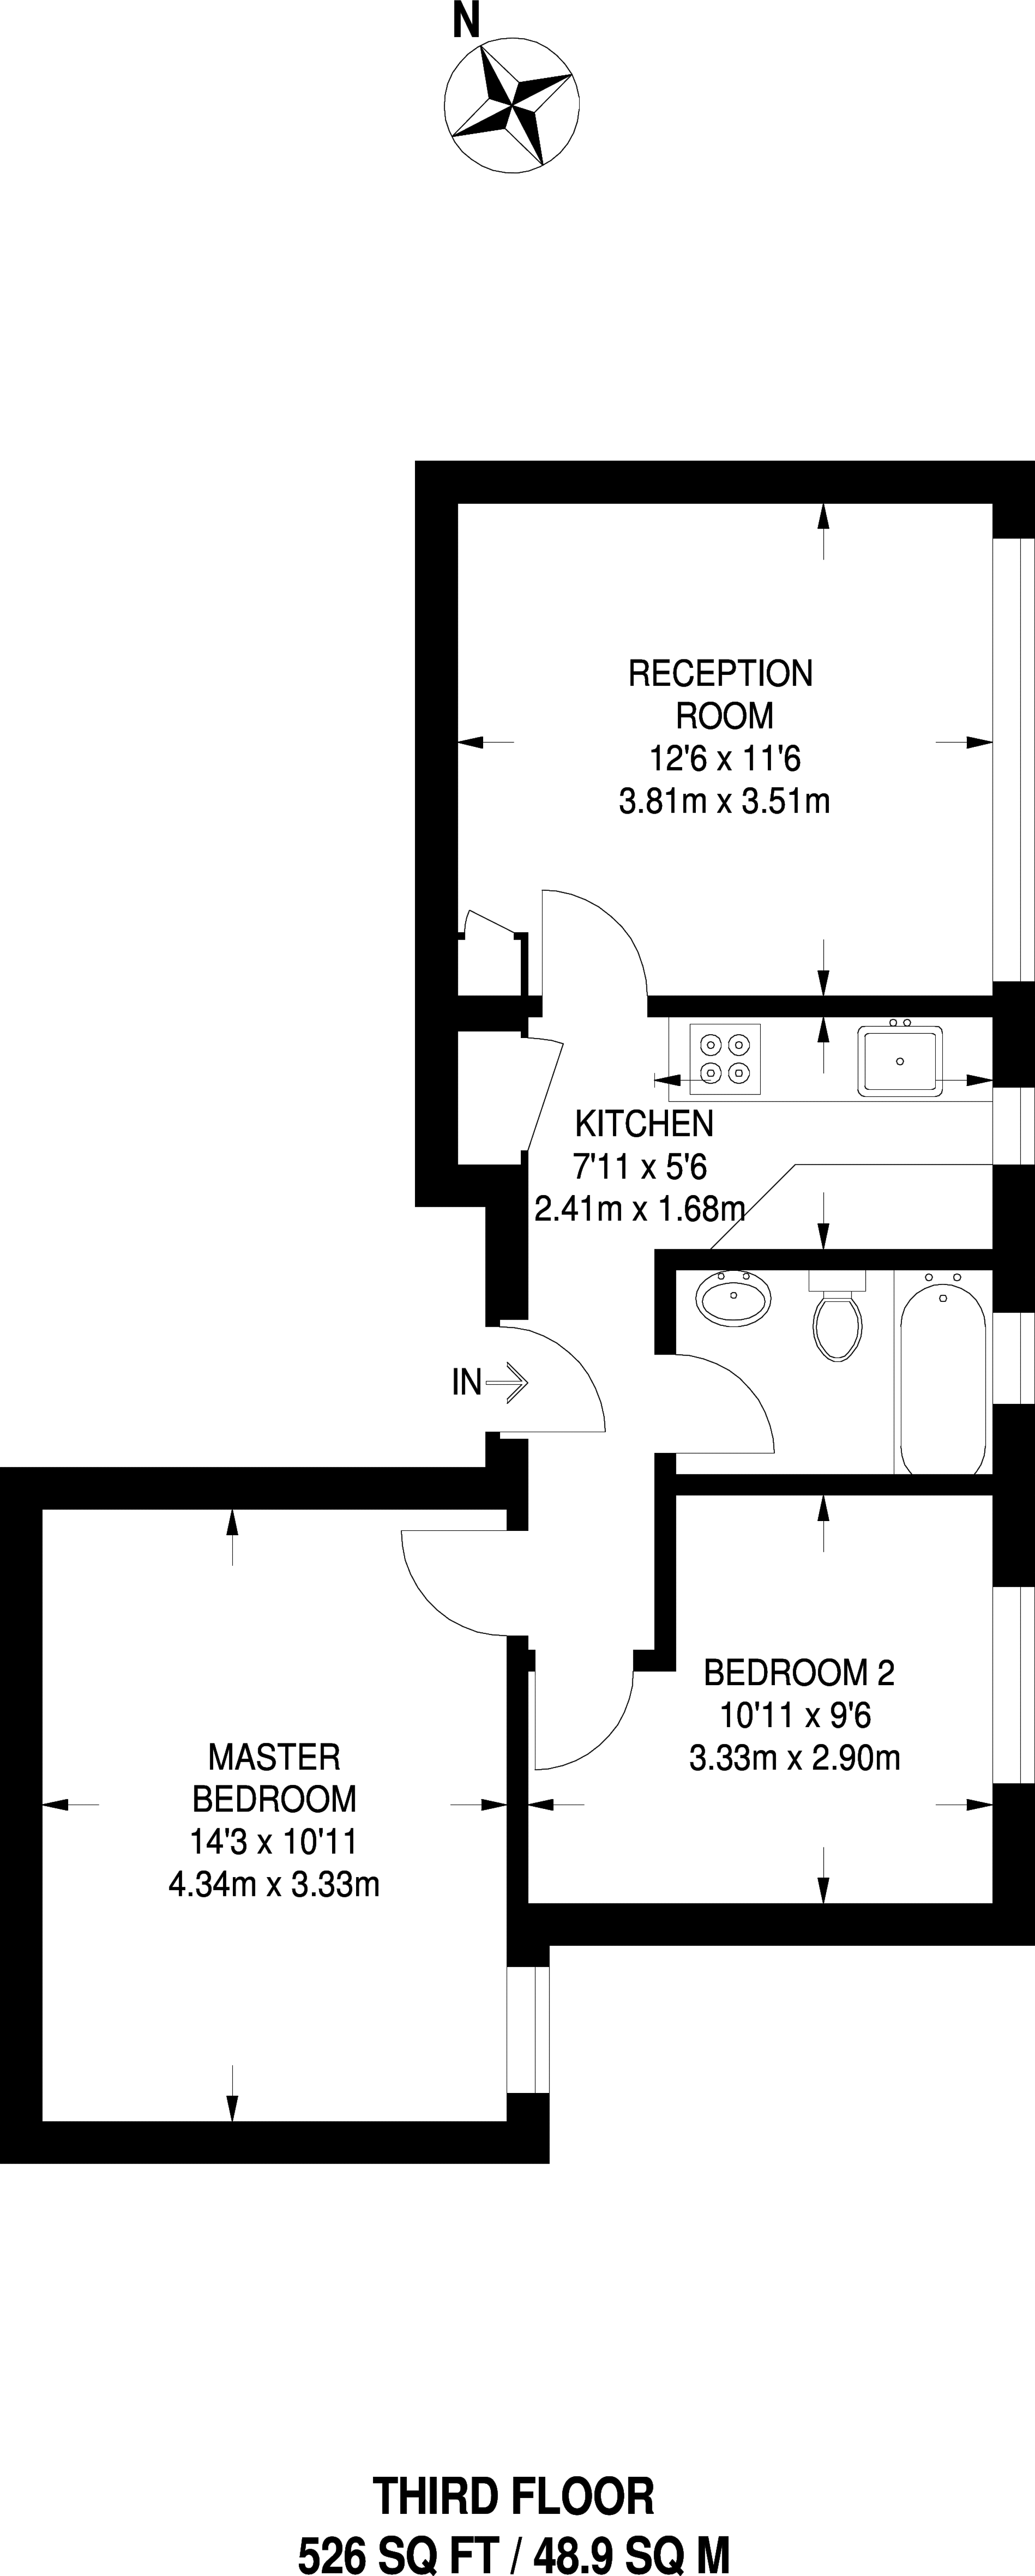 N
RECEPTION
ROOM
12'6 x 11'6
3.81m x 3.51m
KITCHEN
7'11 x 5'6
2.41m x 1.68m
IN
BEDROOM 2
10'11 x 9'6
3.33m x 2.90m
MASTER
BEDROOM
14'3 x 10'11
4.34m x 3.33m
THIRD FLOOR
526 SQ FT / 48.9 SQ M